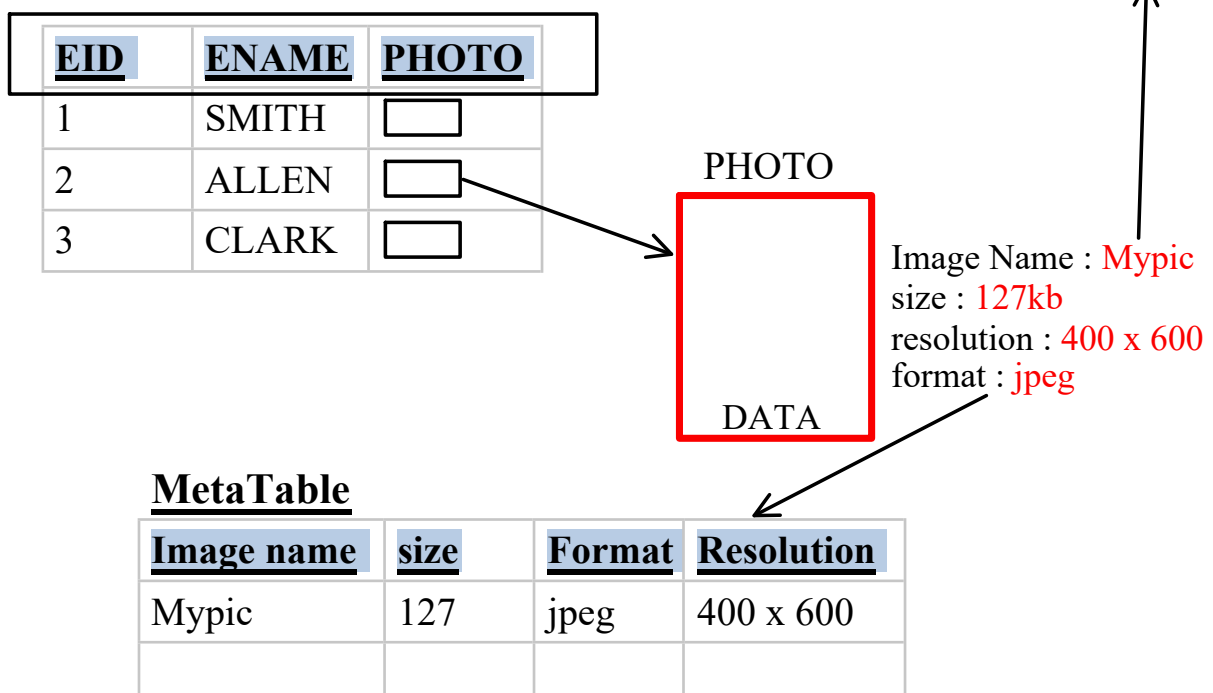 EID ENAME PHOTO
1 SMITH
2 ALLEN
3 CLARK
PHOTO
DATA
Image Name : Mypic
size : 127kb
resolution : 400 x 600
format : jpeg
MetaTable
Image name size Format Resolution
Mypic 127 jpeg 400 x 600